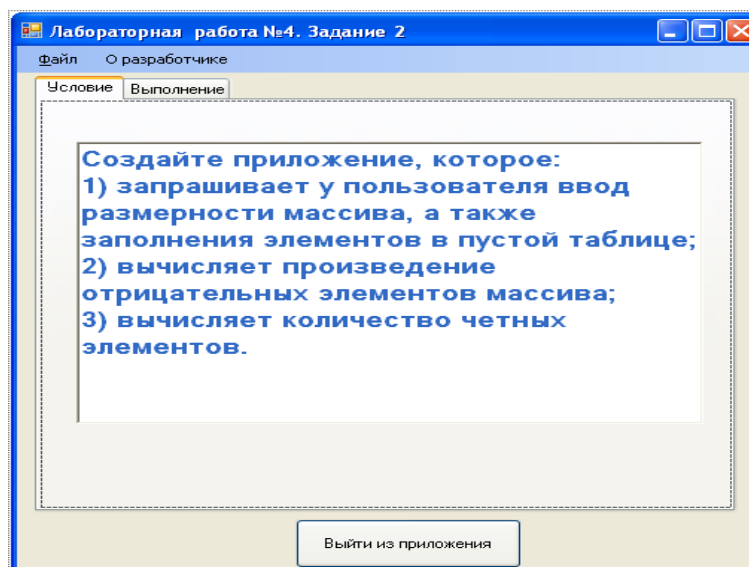 Лабораторная работа №4. Задание 2
Файл О разработчике
Условие Выполнение
Создайте приложение, которое:
1) запрашивает у пользователя ввод
размерности массива, а также
заполнения элементов в пустой таблице;
2) вычисляет произведение
отрицательных элементов массива;
3) вычисляет количество четных
элементов.
Выйти из приложения